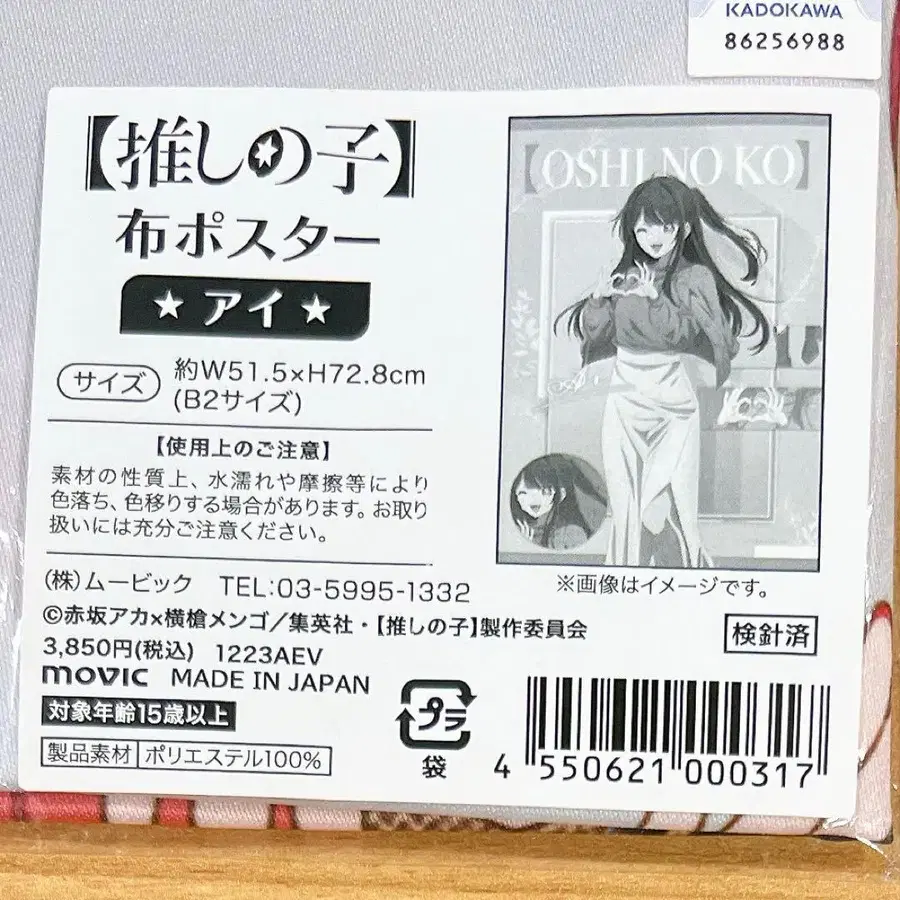 KADOKAWA
86256988
【推しの子】
布ポスター
★ アイ ★
サイズ 約W51.5×H72.8cm
(B2サイズ)
【使用上のご注意】
素材の性質上、水濡れや摩擦等により
色落ち、色移りする場合があります。お取り
扱いには充分ご注意ください。
(株)ムービック TEL:03-5995-1332
©赤坂アカ×横槍メンゴ/集英社・【推しの子】製作委員会
3,850円(税込) 1223AEV
movic MADE IN JAPAN
対象年齢15歳以上
製品素材 ポリエステル100%
【OSHI NO KO】
※画像はイメージです。
検針済
プラ
袋
4 550621 000317